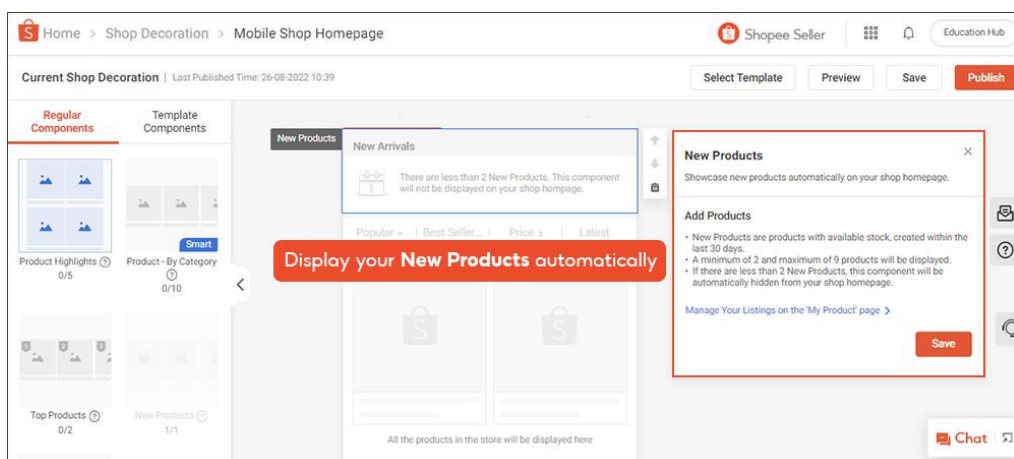 Home > Shop Decoration > Mobile Shop Homepage
Shopee Seller
Education Hub
Current Shop Decoration | Last Published Time: 26-08-2022 10:39
Select Template
Preview
Save
Publish
Regular
Components
Template
Components
Product Highlights
0/5
Smart
Product - By Category
0/10
Top Products
0/2
New Products
1/1
New Products
New Arrivals
1
There are less than 2 New Products. This component
will not be displayed on your shop hompage.
Popular | Best Seller... | Price | Latest
Display your New Products automatically
All the products in the store will be displayed here
New Products
Showcase new products automatically on your shop homepage.
Add Products
• New Products are products with available stock, created within the
last 30 days.
• A minimum of 2 and maximum of 9 products will be displayed.
• If there are less than 2 New Products, this component will be
automatically hidden from your shop homepage.
Manage Your Listings on the 'My Product' page >
Save
Chat